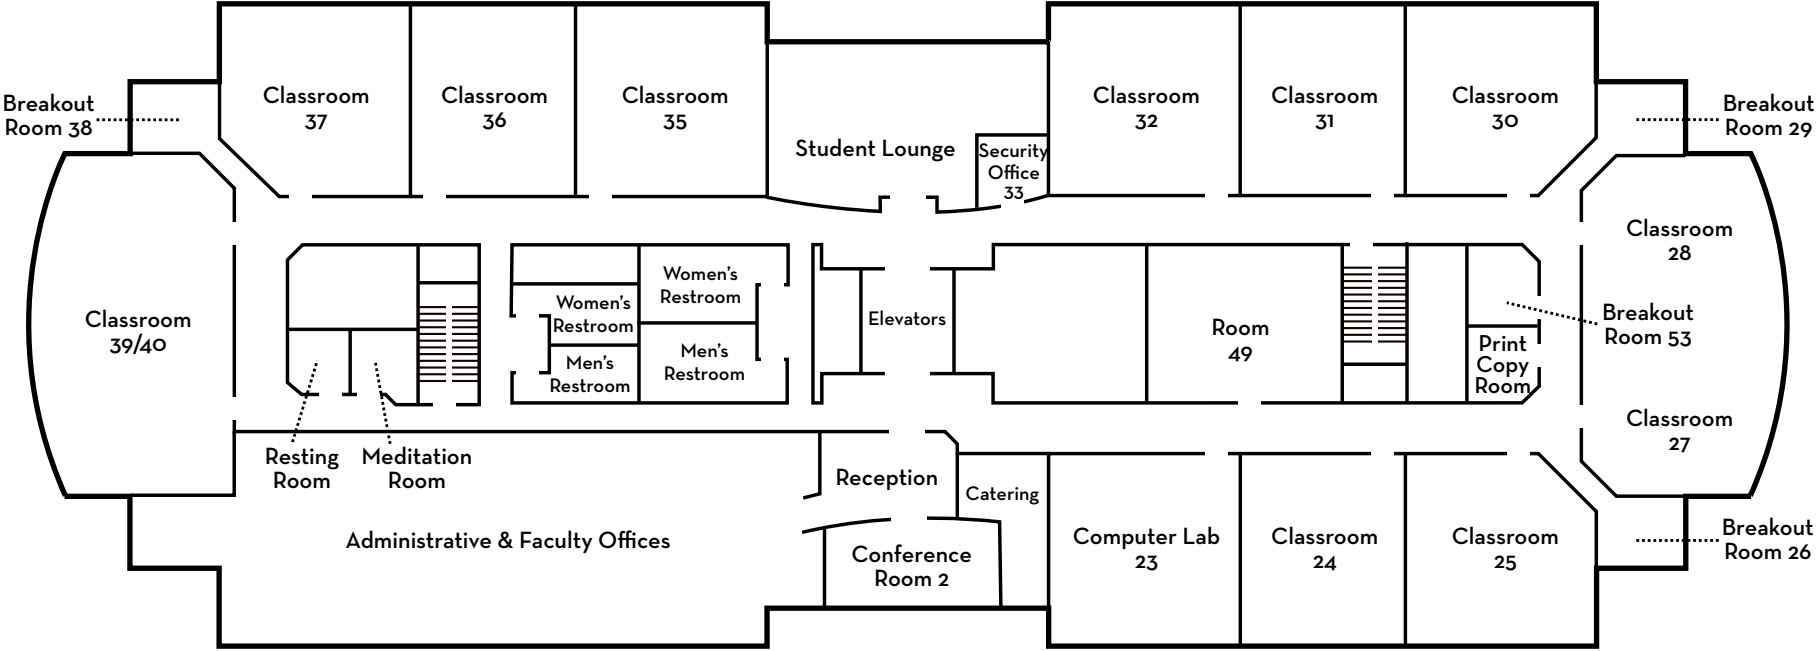 Classroom
37
Classroom
36
Classroom
35
Classroom
32
Classroom
31
Classroom
30
Breakout
Room 38
Breakout
Room 29
Student Lounge
Security
Office
33
Classroom
28
Women's
Restroom
Women's
Restroom
Men's
Restroom
Men's
Restroom
Elevators
Classroom
39/40
Room
49
Breakout
Room 53
Print
Copy
Room
Classroom
27
Resting
Room
Meditation
Room
Reception
Catering
Administrative & Faculty Offices
Conference
Room 2
Computer Lab
23
Classroom
24
Classroom
25
Breakout
Room 26